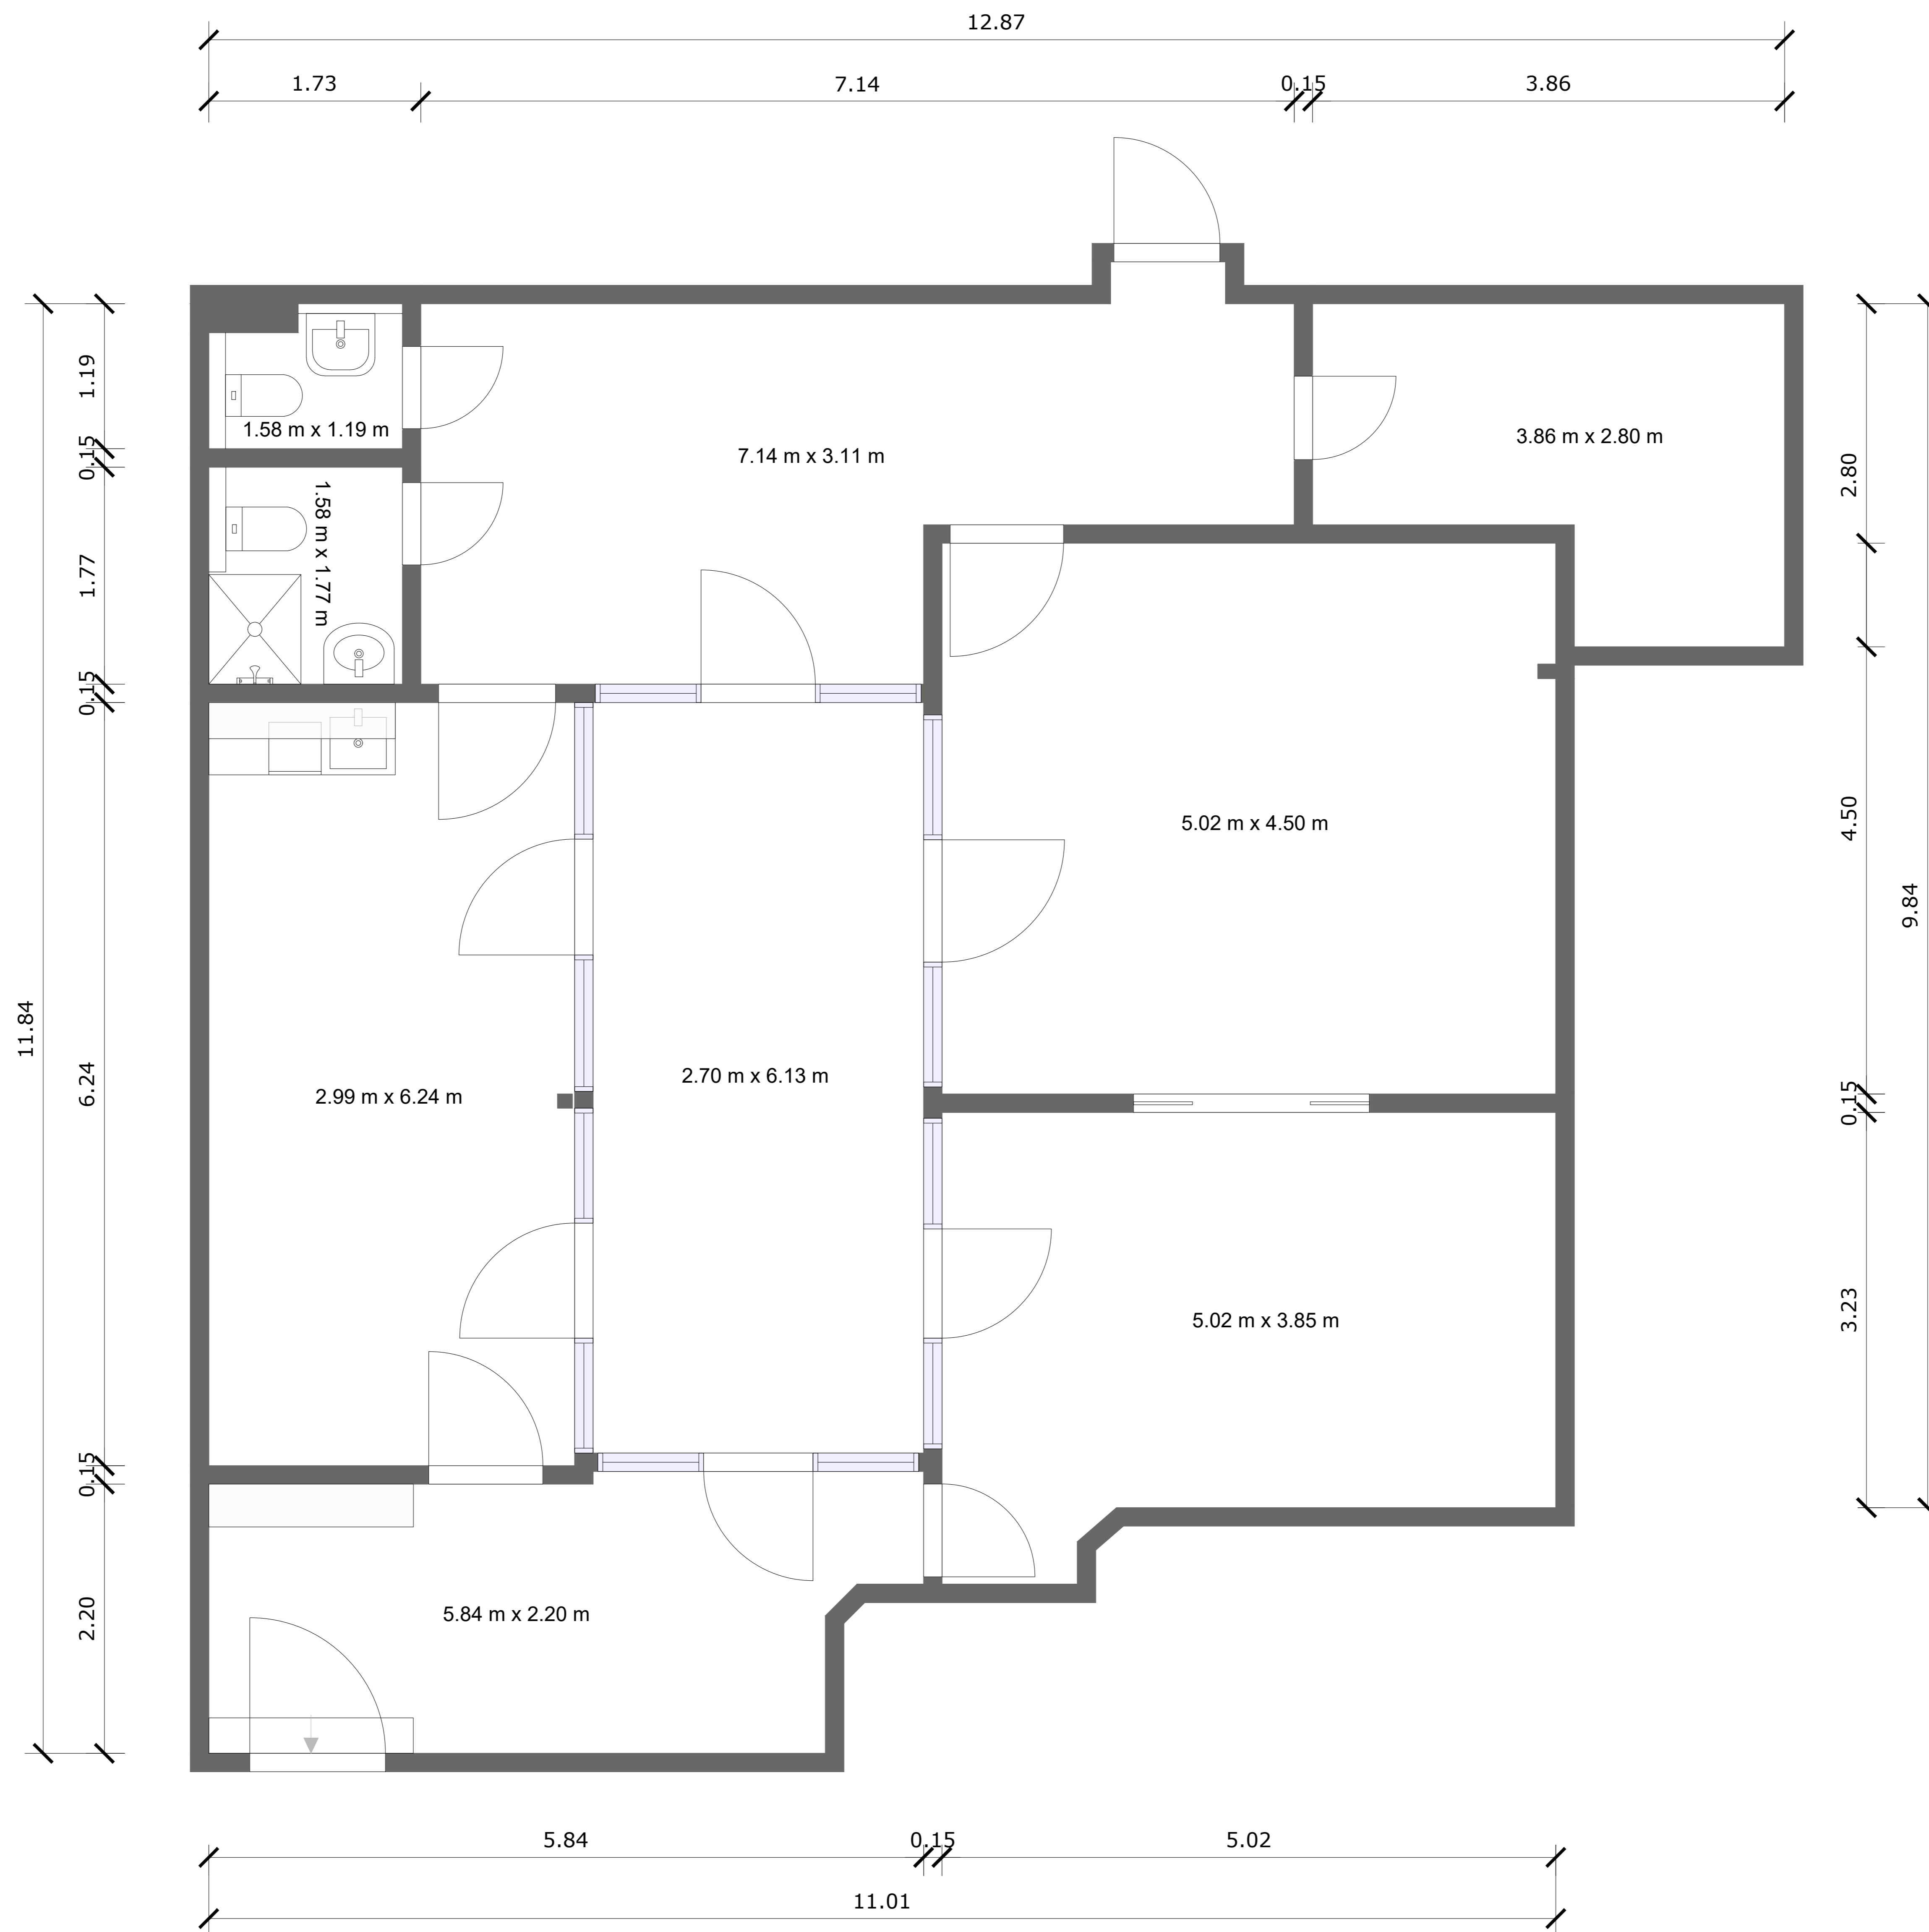 12.87
1.73
7.14
0.15
3.86
1.58 m x 1.19 m
7.14 m x 3.11 m
3.86 m x 2.80 m
1.58 m x 1.77 m
5.02 m x 4.50 m
2.99 m x 6.24 m
2.70 m x 6.13 m
5.02 m x 3.85 m
5.84 m x 2.20 m
11.84
1.19
0.15
1.77
0.15
6.24
0.15
2.20
2.80
4.50
0.15
3.23
9.84
5.84
0.15
5.02
11.01